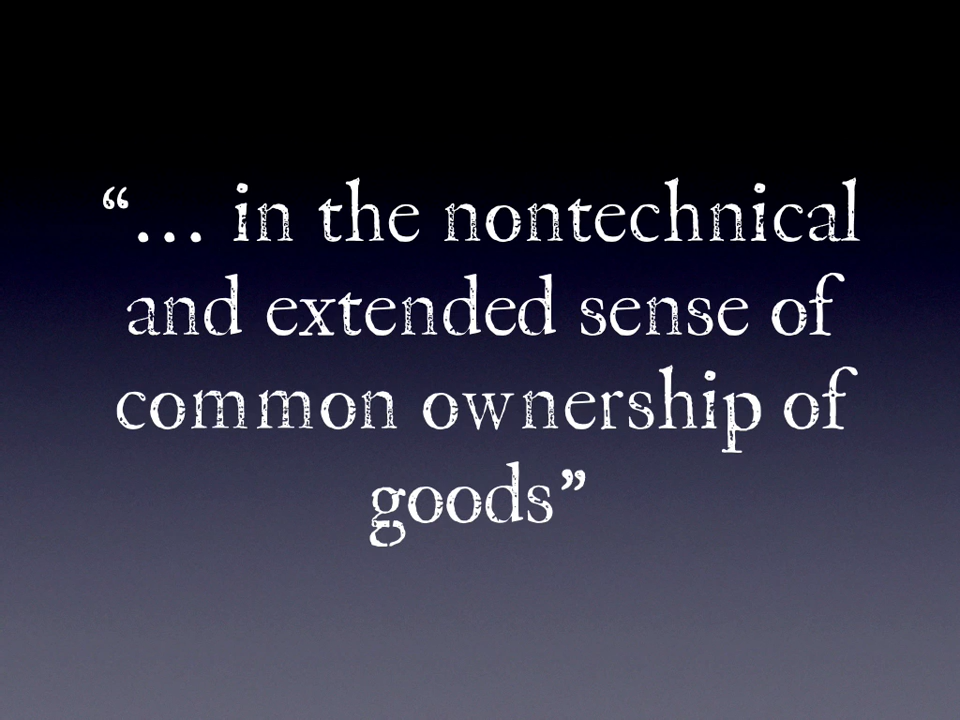 “... in the nontechnical
and extended sense of
common ownership of
goods”